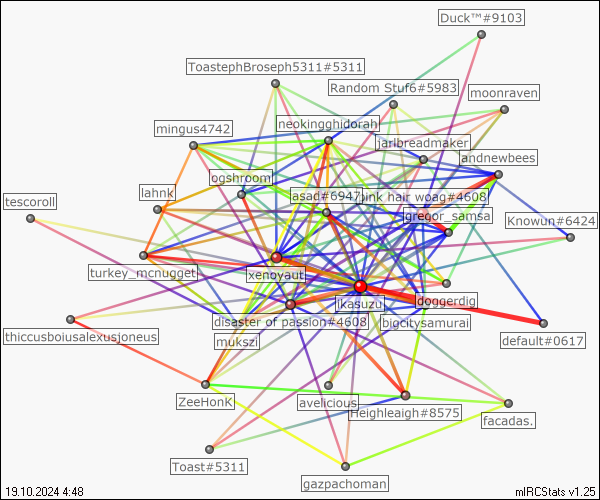 Duck™#9103
ToastephBroseph5311#5311
Random Stuf6#5983
moonraven
mingus4742
neokingghidorah
jarlbreadmaker
andnewbees
ogshroom
lahnk
asad#6947
pink hair woag#4608
tescoroll
gregor_samsa
Knowun#6424
turkey_mcnugget
xenoyaut
jkasuzu
doggerdig
disaster of passion#4608
bigcitysamurai
thiccusboiusalexusjoneus
mukszi
default#0617
ZeeHonK
avelicious
Heighleaigh#8575
facadas.
Toast#5311
gazpachoman
19.10.2024 4:48
mIRCStats v1.25